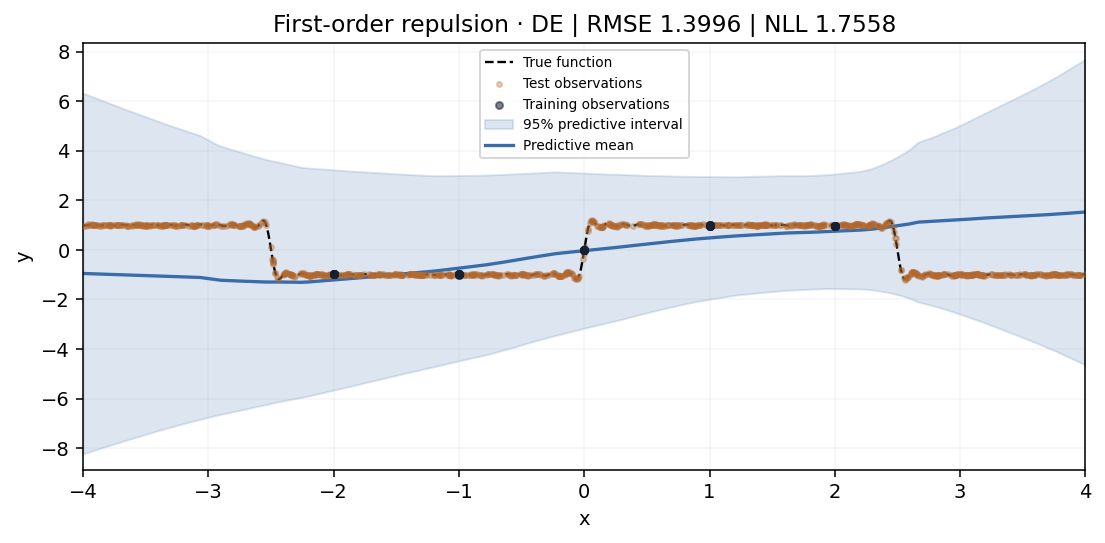 First-order repulsion · DE | RMSE 1.3996 | NLL 1.7558
True function
Test observations
Training observations
95% predictive interval
Predictive mean
y
8
6
4
2
0
−2
−4
−6
−8
−4
−3
−2
−1
0
1
2
3
4
x